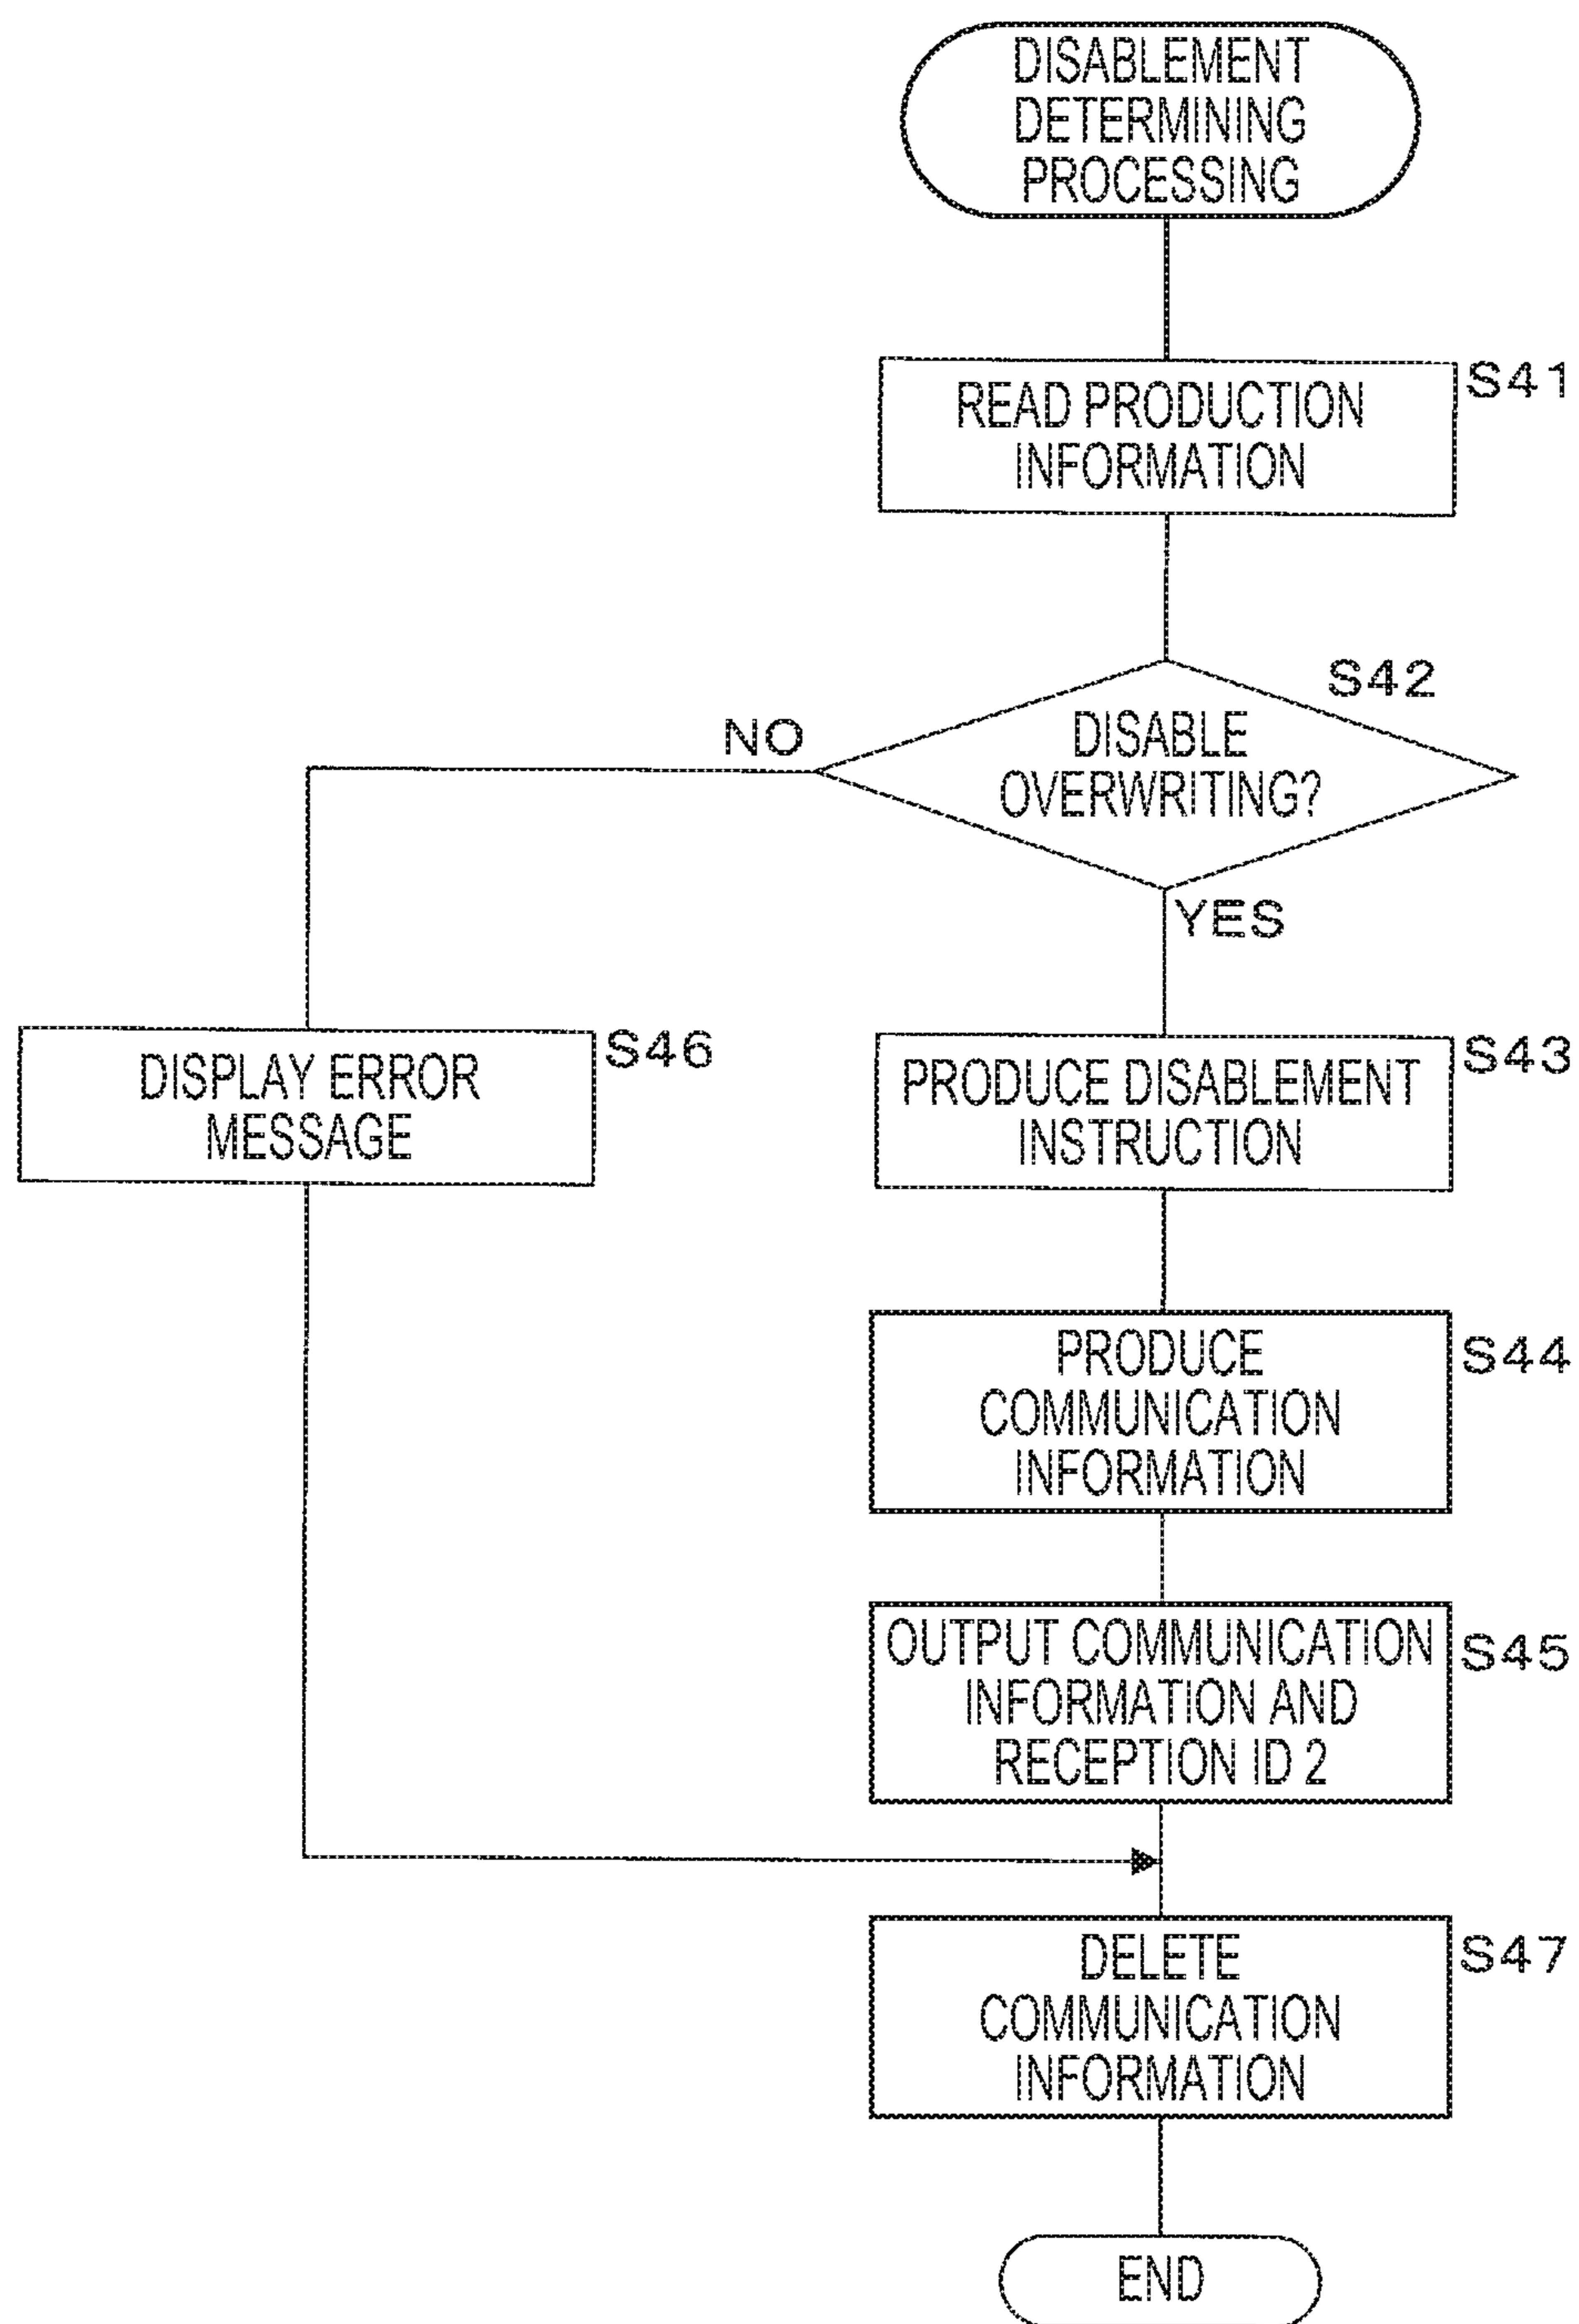 DISABLEMENT
DETERMINING
PROCESSING
S41
READ PRODUCTION
INFORMATION
S42
DISABLE
OVERWRITING?
NO
YES
S46
DISPLAY ERROR
MESSAGE
S43
PRODUCE DISABLEMENT
INSTRUCTION
S44
PRODUCE
COMMUNICATION
INFORMATION
S45
OUTPUT COMMUNICATION
INFORMATION AND
RECEPTION ID 2
S47
DELETE
COMMUNICATION
INFORMATION
END